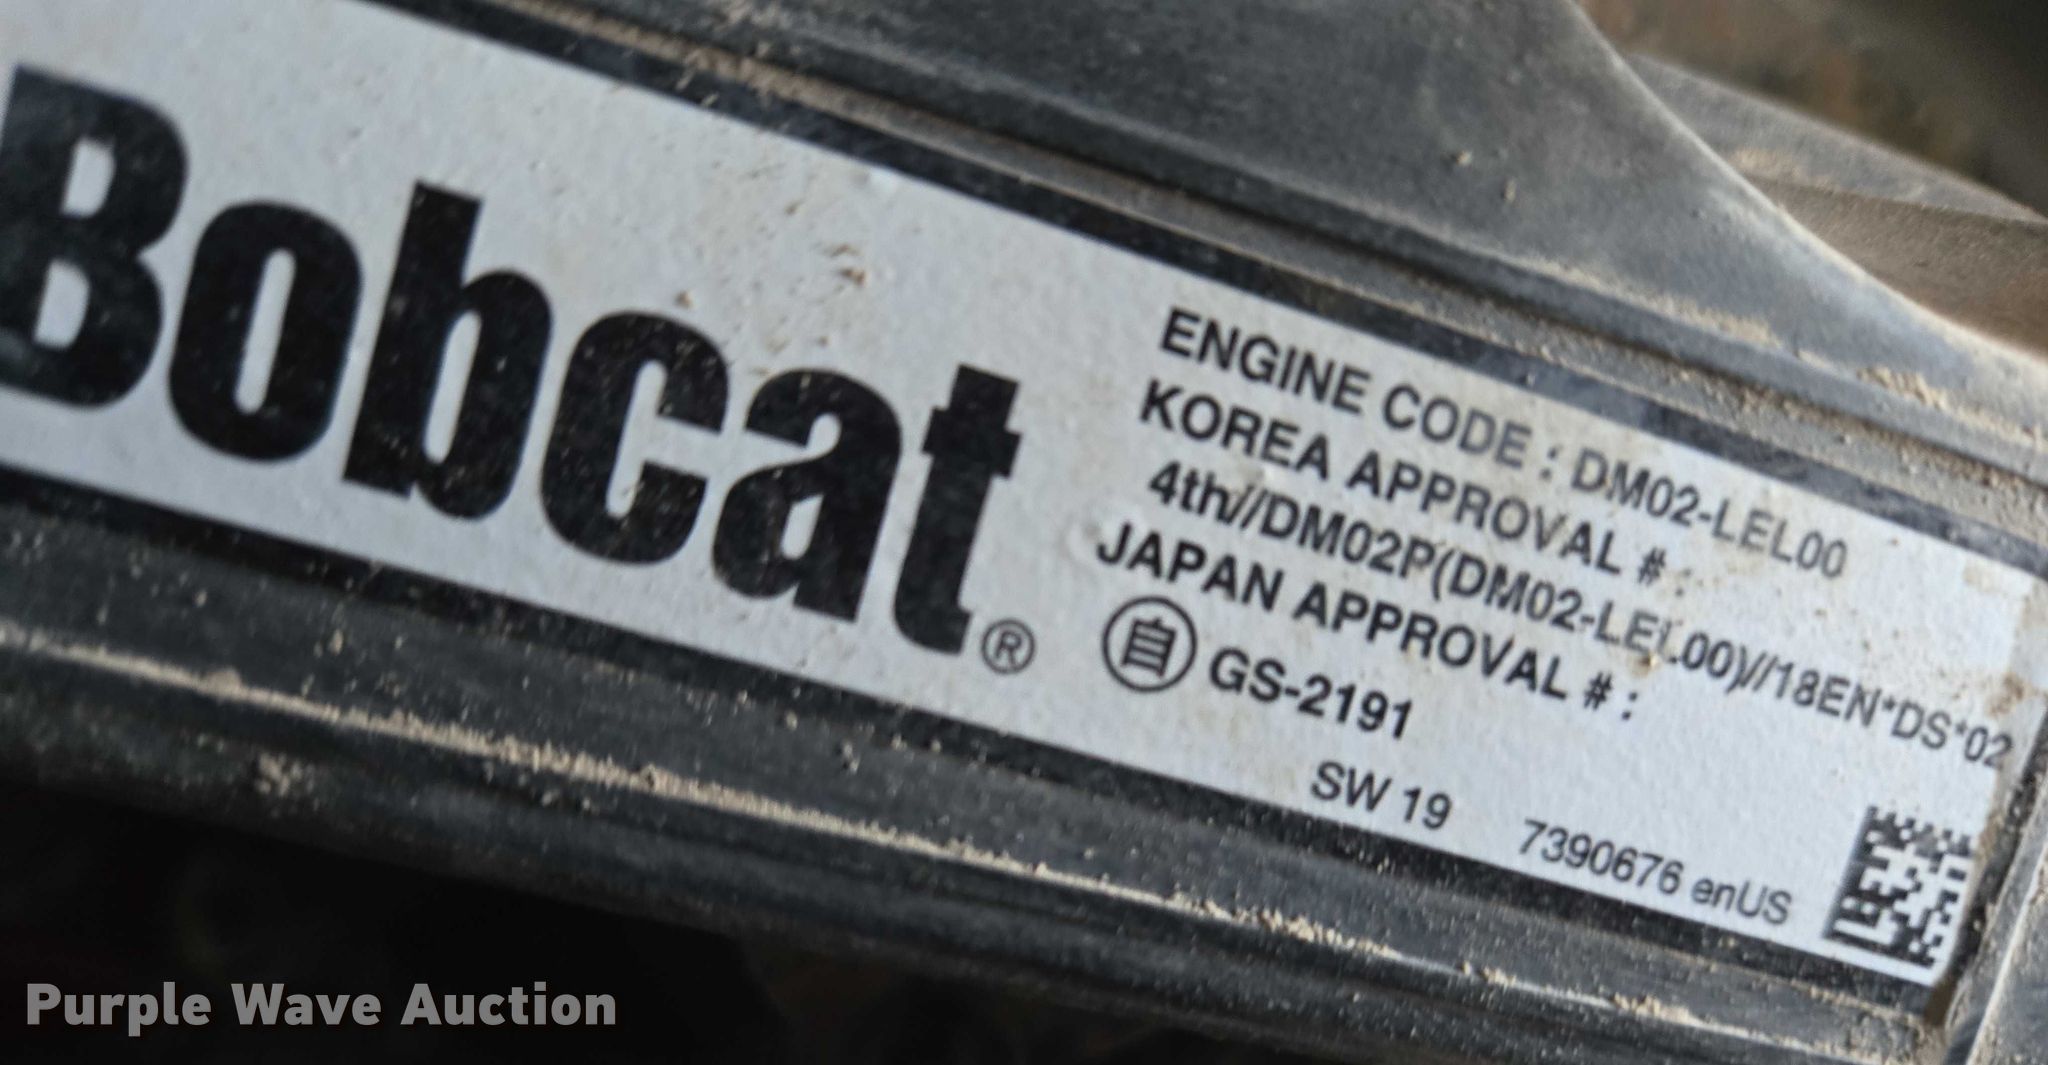 Bobcat®
ENGINE CODE : DM02-LEL00
KOREA APPROVAL # :
4th//DM02P(DM02-LEL00)//18EN*DS*02
JAPAN APPROVAL # :
自 GS-2191
SW 19
7390676 enUS
Purple Wave Auction